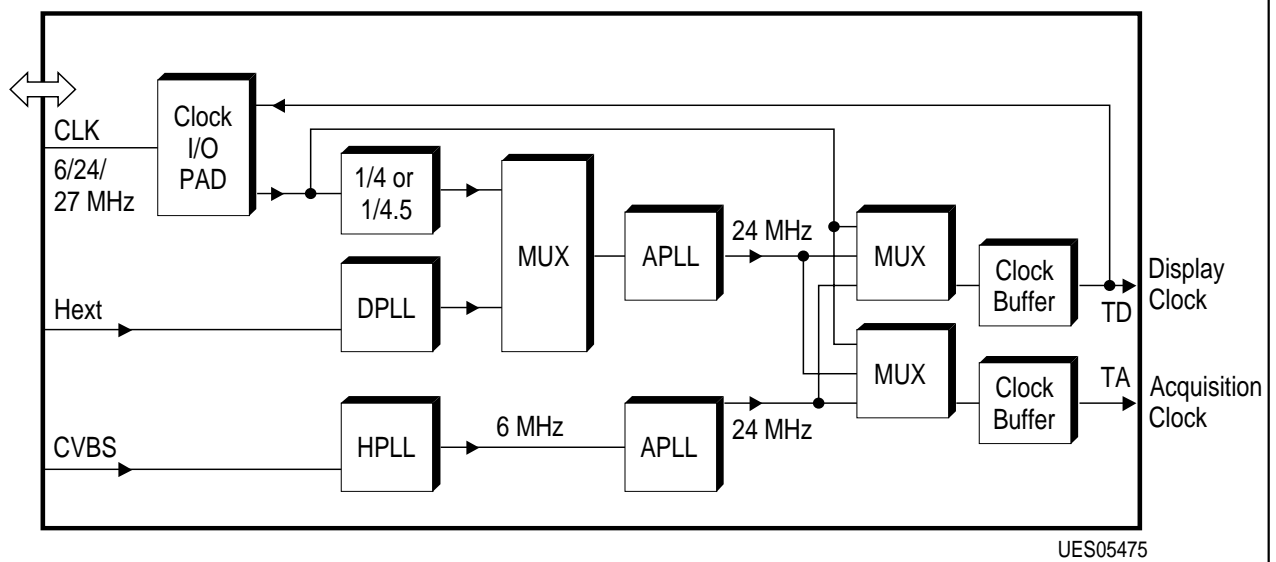 CLK
6/24/
27 MHz
Clock
I/O
PAD
1/4 or
1/4.5
MUX
APLL
24 MHz
MUX
Clock
Buffer
TD
Display
Clock
Hext
DPLL
MUX
Clock
Buffer
TA
Acquisition
Clock
CVBS
HPLL
6 MHz
APLL
24 MHz
UES05475